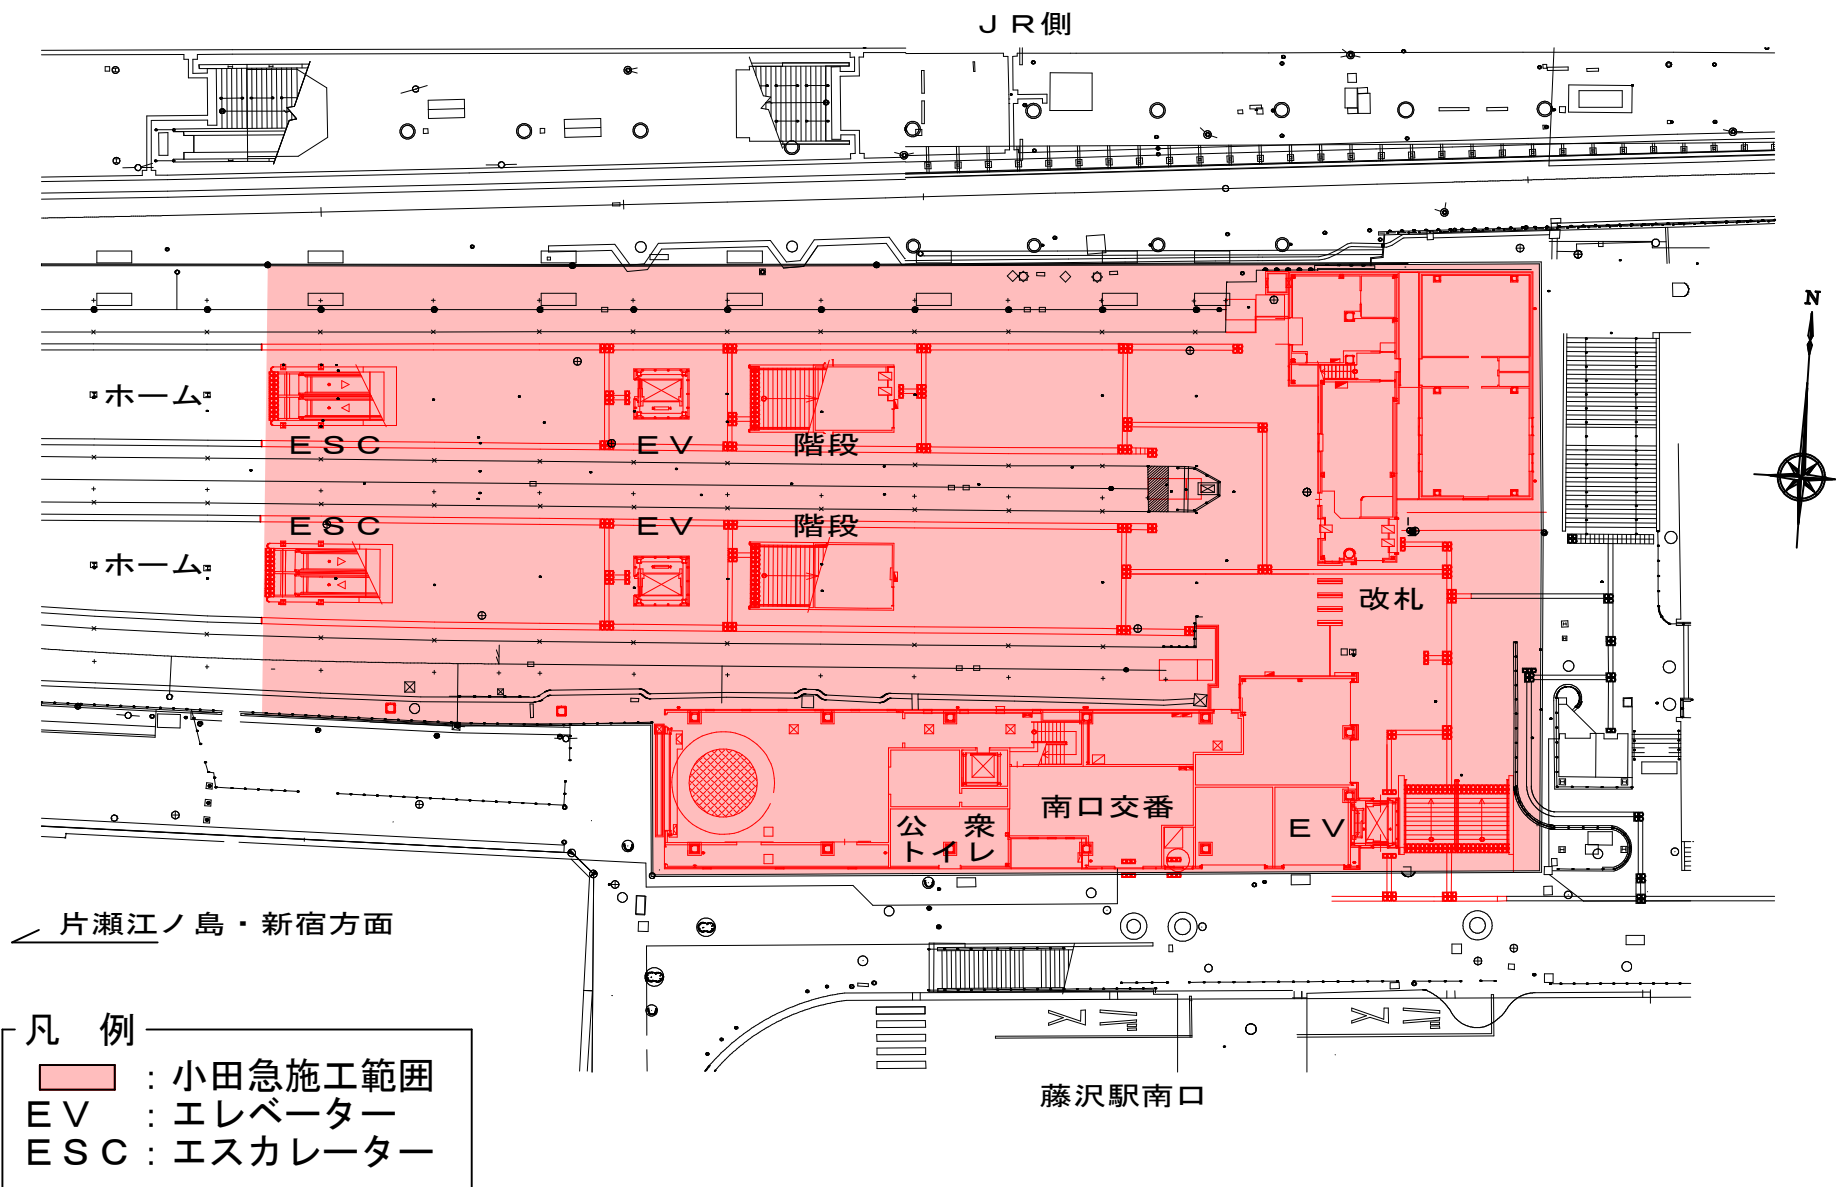 ＪＲ側
N
ホーム
ＥＳＣ
ＥＶ
階段
ＥＳＣ
ＥＶ
階段
ホーム
改札
南口交番
公衆
トイレ
ＥＶ
片瀬江ノ島・新宿方面
凡 例
：小田急施工範囲
ＥＶ ：エレベーター
ＥＳＣ：エスカレーター
藤沢駅南口